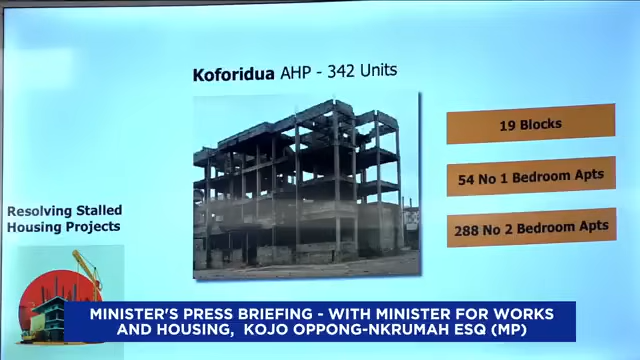 Koforidua AHP - 342 Units
19 Blocks
54 No 1 Bedroom Apts
288 No 2 Bedroom Apts
Resolving Stalled
Housing Projects
MINISTER'S PRESS BRIEFING - WITH MINISTER FOR WORKS
AND HOUSING, KOJO OPPONG-NKRUMAH ESQ (MP)